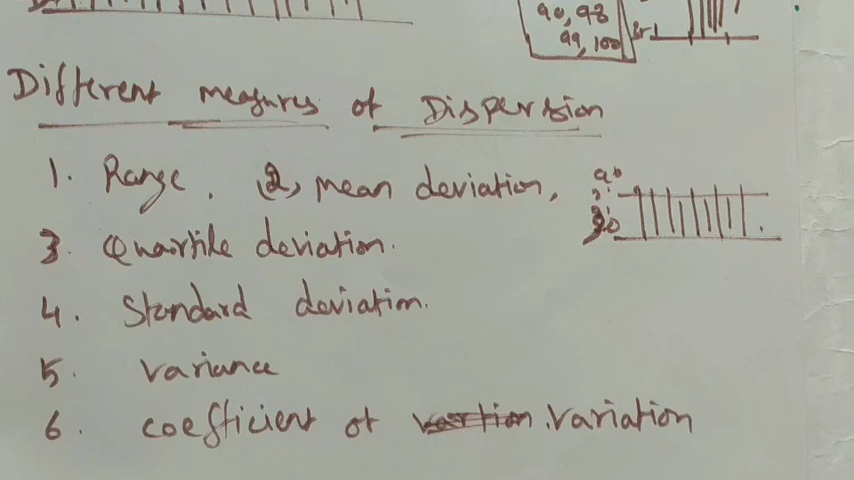 90, 98
99, 100
Different measures of Dispersion
1. Range, 2, mean deviation,
3. Quartile deviation.
4. Standard deviation.
5. variance
6. coefficient of variation